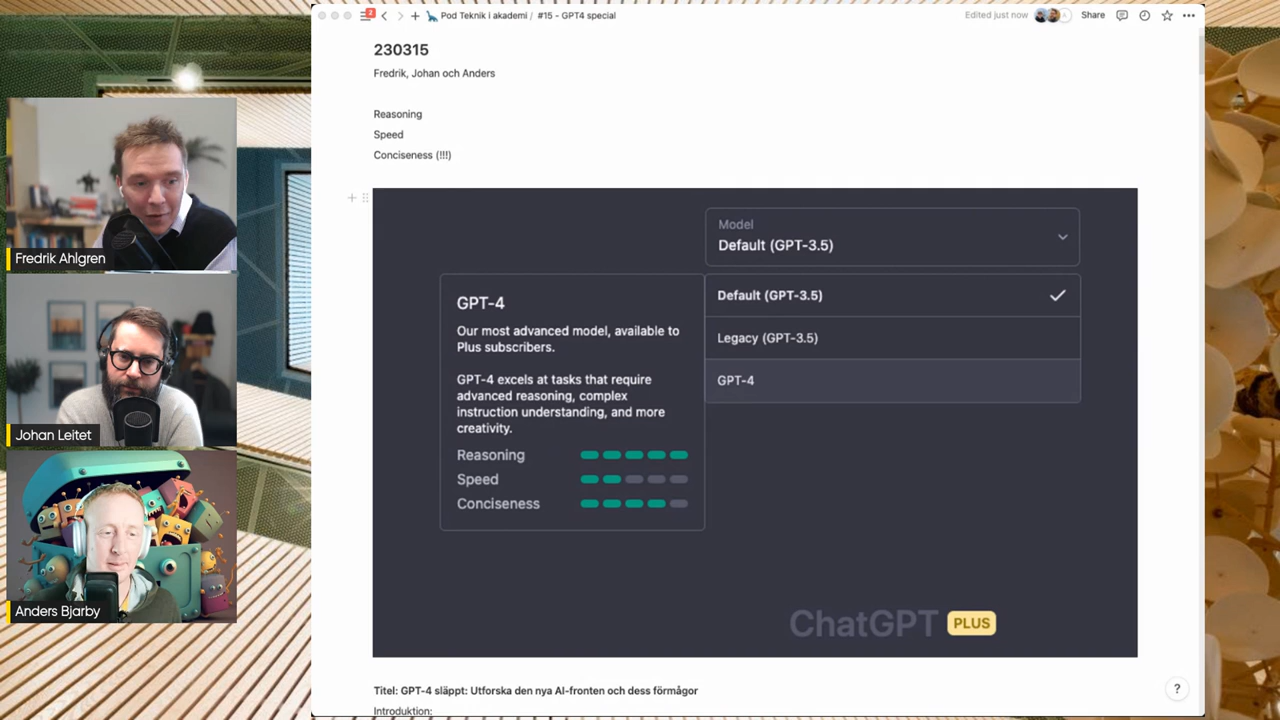 2
Pod Teknik i akademi / #15 - GPT4 special
Edited just now
Share
230315
Fredrik, Johan och Anders
Reasoning
Speed
Conciseness (!!!)
Model
Default (GPT-3.5)
Default (GPT-3.5)
Legacy (GPT-3.5)
GPT-4
GPT-4
Our most advanced model, available to
Plus subscribers.
GPT-4 excels at tasks that require
advanced reasoning, complex
instruction understanding, and more
creativity.
Reasoning
Speed
Conciseness
ChatGPT PLUS
Titel: GPT-4 släppt: Utforska den nya AI-fronten och dess förmågor
Introduktion:
?
Fredrik Ahlgren
Johan Leitet
Anders Bjarby